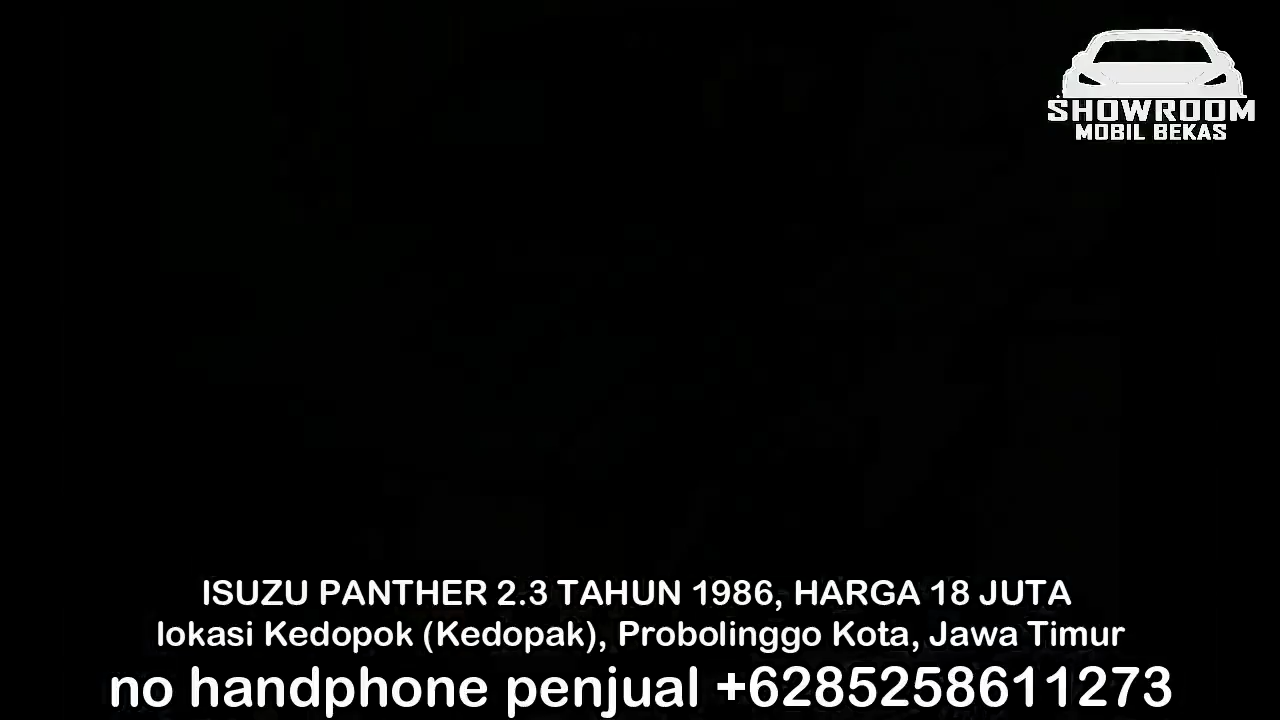 SHOWROOM
MOBIL BEKAS
ISUZU PANTHER 2.3 TAHUN 1986, HARGA 18 JUTA
lokasi Kedopok (Kedopak), Probolinggo Kota, Jawa Timur
no handphone penjual +6285258611273